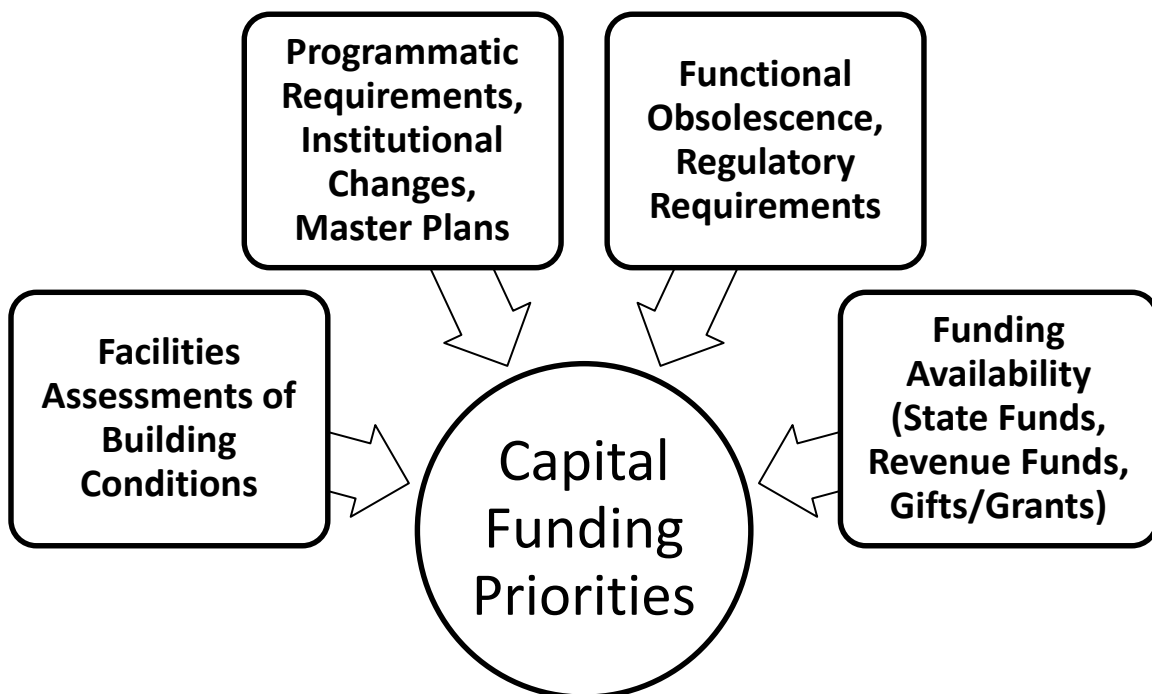 Programmatic
Requirements,
Institutional
Changes,
Master Plans
Functional
Obsolescence,
Regulatory
Requirements
Facilities
Assessments of
Building
Conditions
Funding
Availability
(State Funds,
Revenue Funds,
Gifts/Grants)
Capital
Funding
Priorities